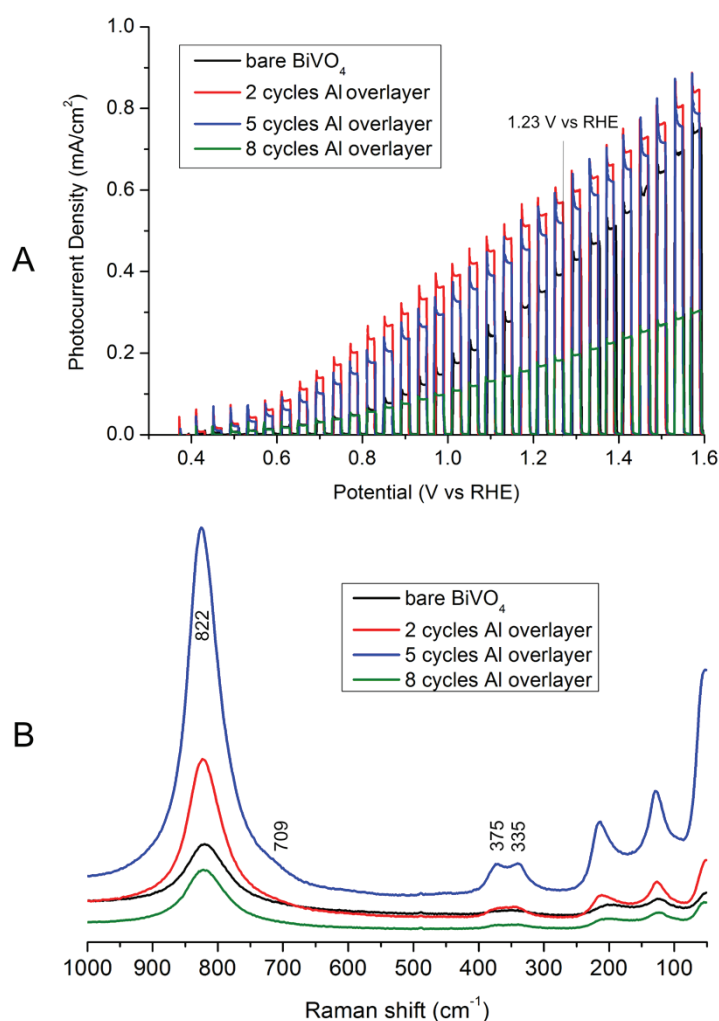 A
Photocurrent Density (mA/cm²)
1.0
0.8
0.6
0.4
0.2
0.0
bare BiVO₄
2 cycles Al overlayer
5 cycles Al overlayer
8 cycles Al overlayer
1.23 V vs RHE
0.4 0.6 0.8 1.0 1.2 1.4 1.6
Potential (V vs RHE)
B
822
709
375
335
bare BiVO₄
2 cycles Al overlayer
5 cycles Al overlayer
8 cycles Al overlayer
1000 900 800 700 600 500 400 300 200 100
Raman shift (cm⁻¹)